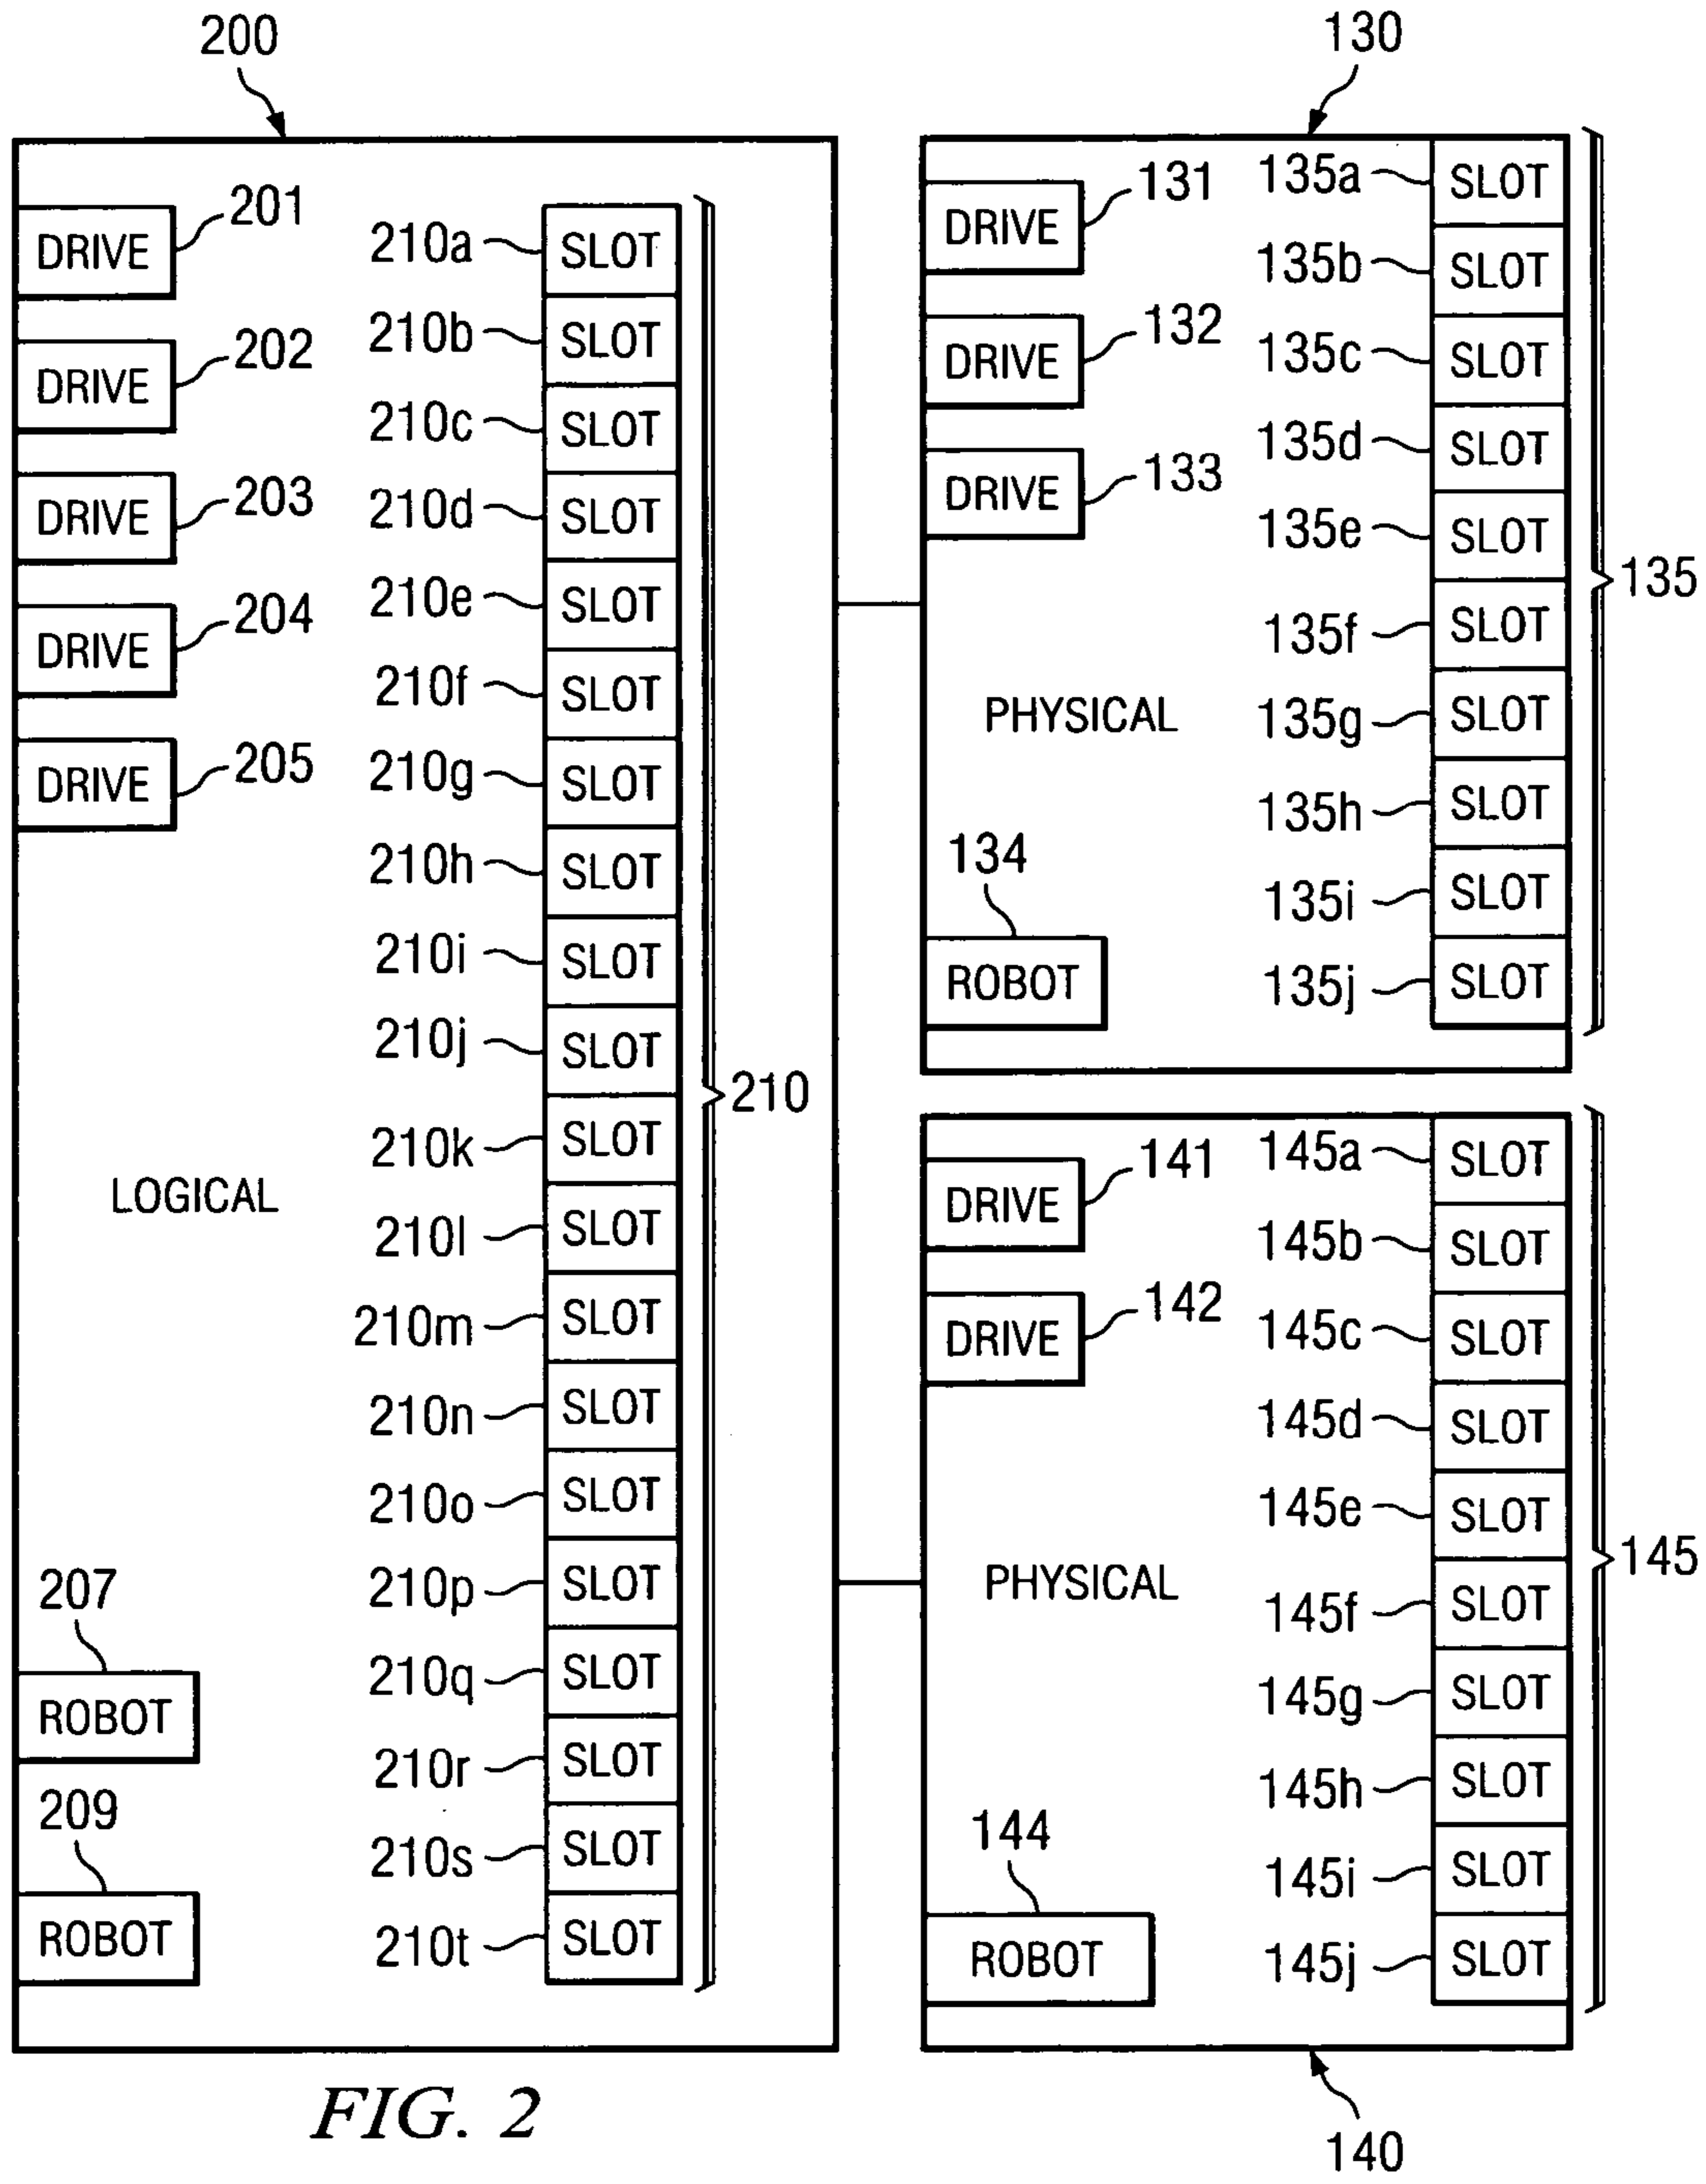 200
130
201
DRIVE
202
DRIVE
203
DRIVE
204
DRIVE
205
DRIVE
LOGICAL
207
ROBOT
209
ROBOT
210a SLOT
210b SLOT
210c SLOT
210d SLOT
210e SLOT
210f SLOT
210g SLOT
210h SLOT
210i SLOT
210j SLOT
210k SLOT
210l SLOT
210m SLOT
210n SLOT
210o SLOT
210p SLOT
210q SLOT
210r SLOT
210s SLOT
210t SLOT
210
131
DRIVE
132
DRIVE
133
DRIVE
PHYSICAL
134
ROBOT
135a SLOT
135b SLOT
135c SLOT
135d SLOT
135e SLOT
135f SLOT
135g SLOT
135h SLOT
135i SLOT
135j SLOT
135
141
DRIVE
142
DRIVE
PHYSICAL
144
ROBOT
145a SLOT
145b SLOT
145c SLOT
145d SLOT
145e SLOT
145f SLOT
145g SLOT
145h SLOT
145i SLOT
145j SLOT
145
140
FIG. 2